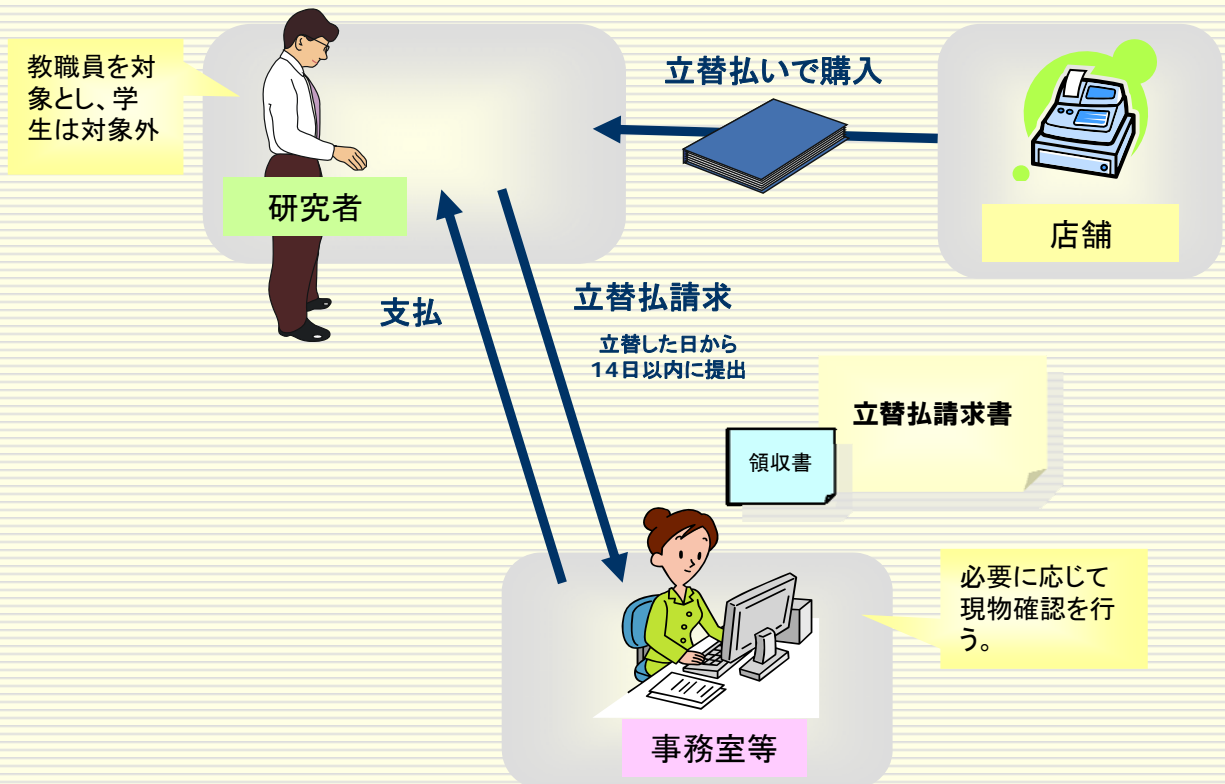 教職員を対
象とし、学
生は対象外
研究者
立替払いで購入
店舗
支払
立替払請求
立替した日から
14日以内に提出
立替払請求書
領収書
必要に応じて
現物確認を行
う。
事務室等